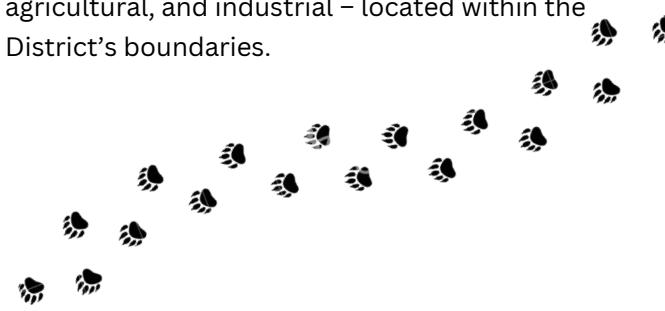 agricultural, and industrial – located within the
District’s boundaries.